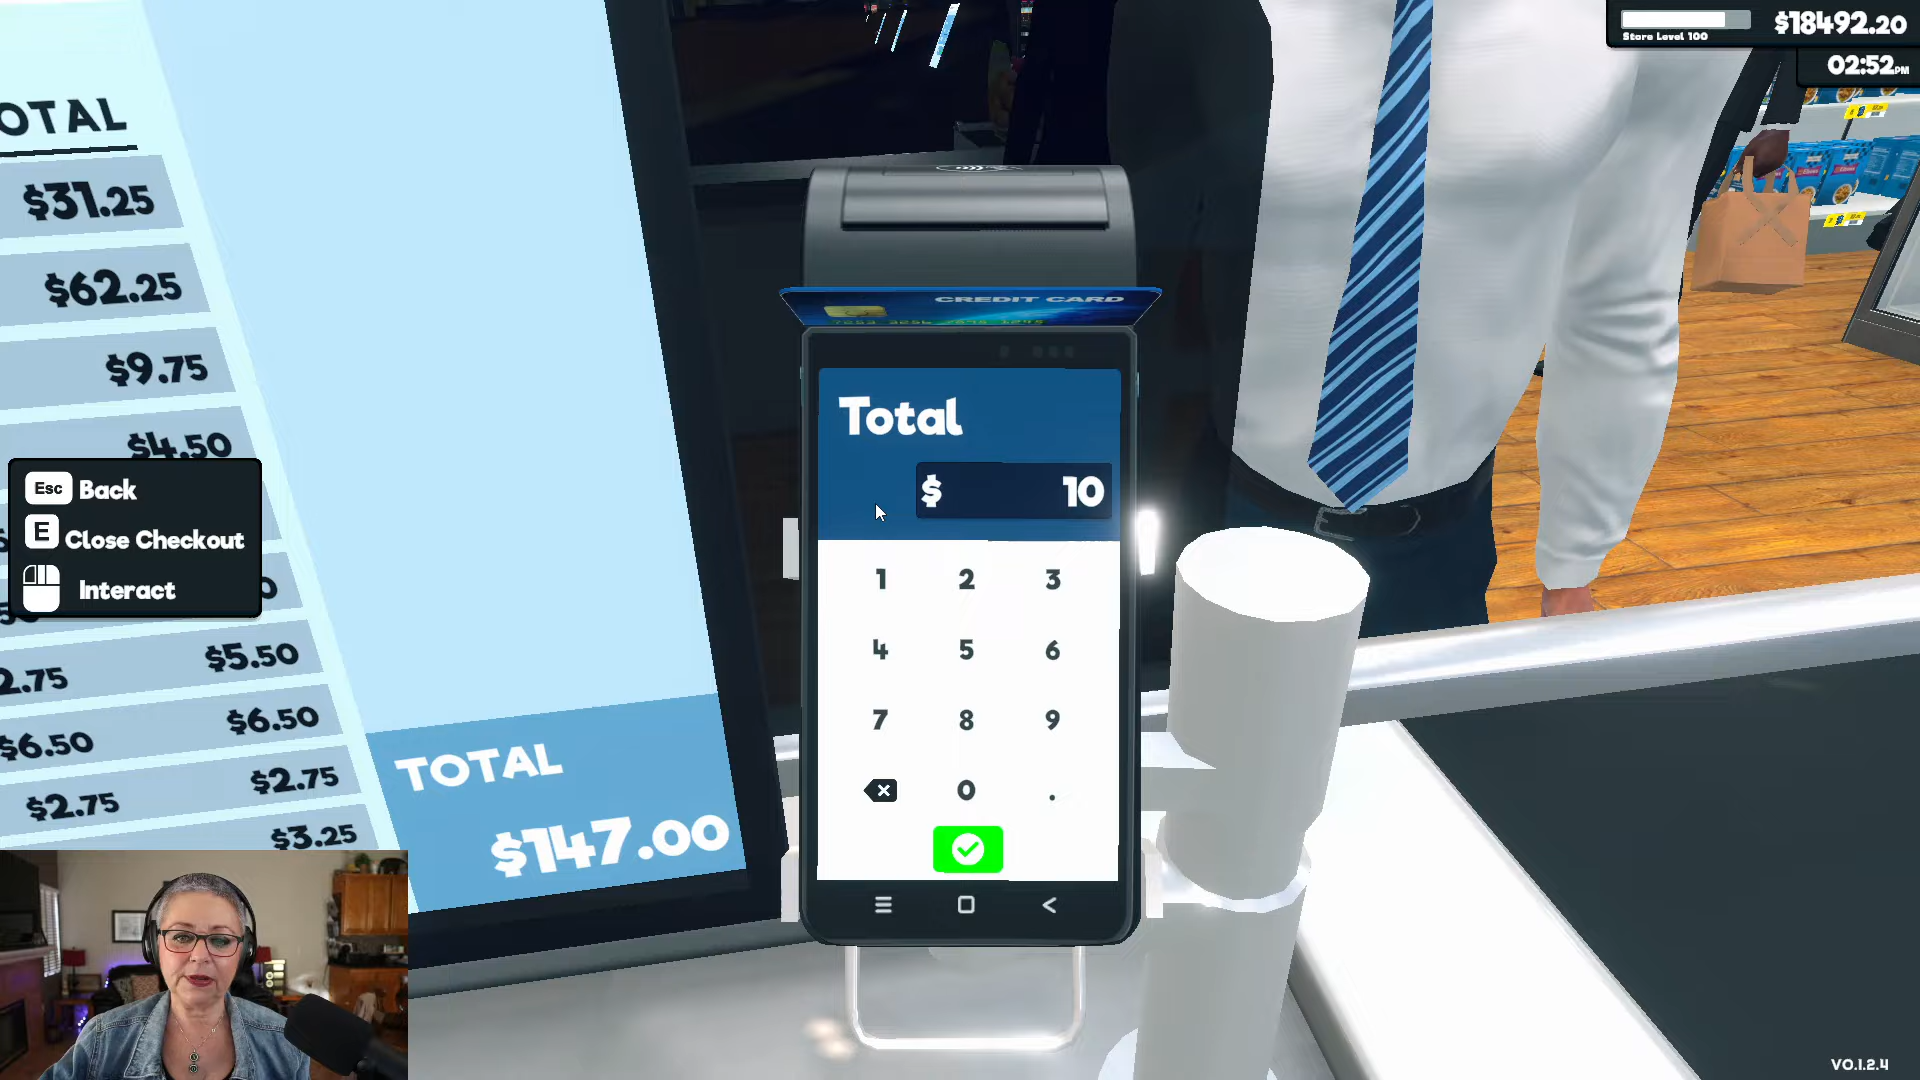 $18492.20
Store Level 100
02:52PM
OTAL
$31.25
$62.25
$9.75
$4.50
Esc Back
E Close Checkout
Interact
2.75 $5.50
$6.50 $6.50
$2.75 $2.75
$3.25
TOTAL
$147.00
CREDIT CARD
Total
$ 10
1 2 3
4 5 6
7 8 9
0 .
V0.1.2.4